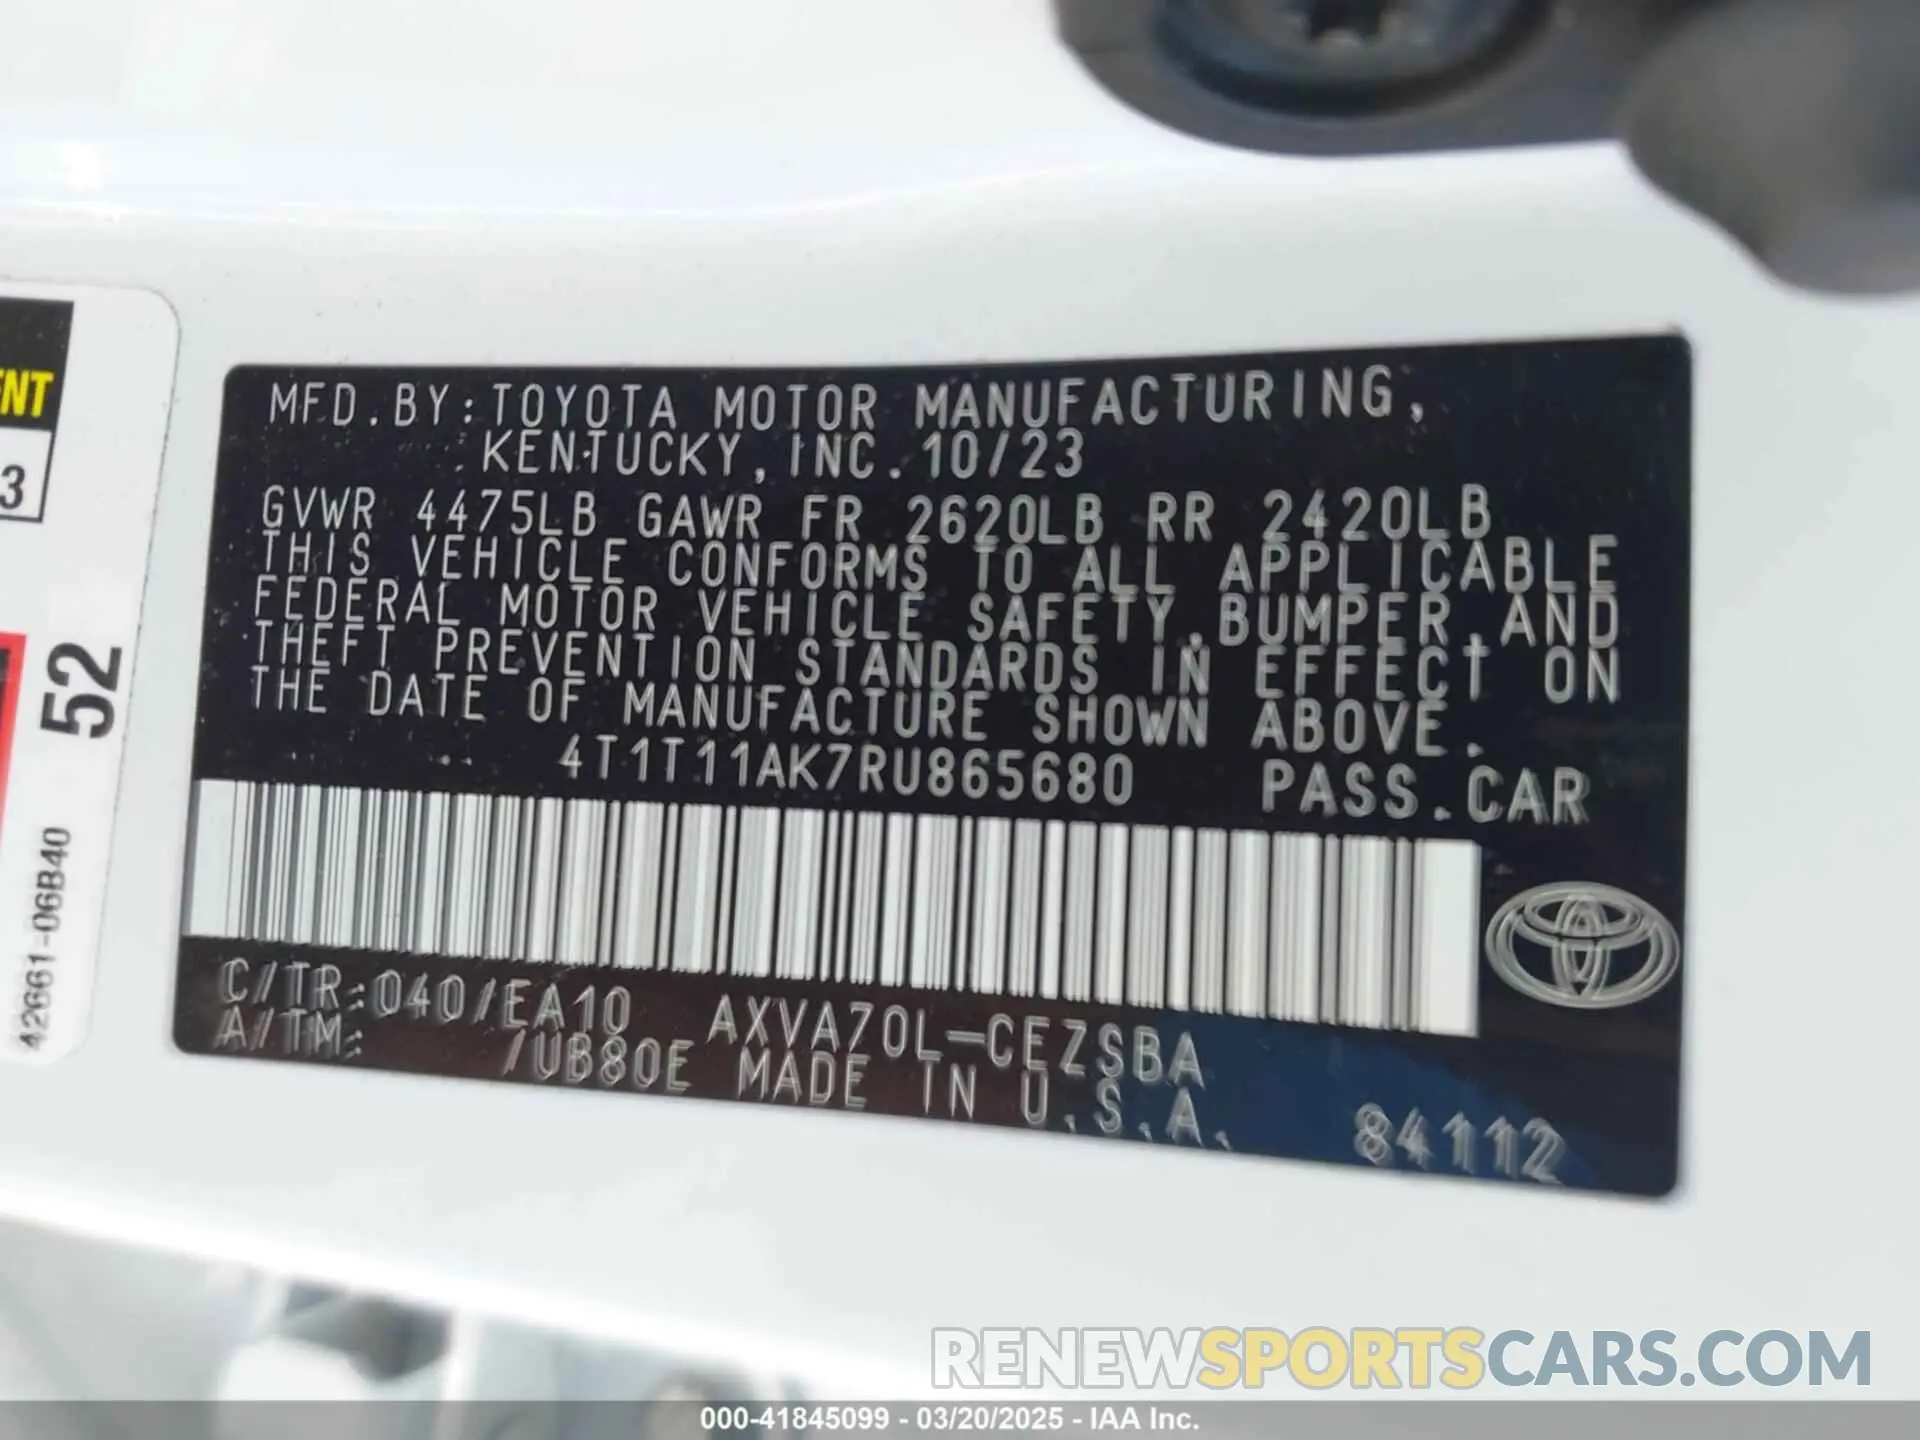 MFD.BY:TOYOTA MOTOR MANUFACTURING,
KENTUCKY,INC.10/23
GVWR 4475LB GAWR FR 2620LB RR 2420LB
THIS VEHICLE CONFORMS TO ALL APPLICABLE
FEDERAL MOTOR VEHICLE SAFETY,BUMPER,AND
THEFT PREVENTION STANDARDS IN EFFECT ON
THE DATE OF MANUFACTURE SHOWN ABOVE.
4T1T11AK7RU865680 PASS.CAR
C/TR:040/EA10 AXVA70L-CEZSBA
A/TM: /UB80E MADE IN U.S.A.
84112
3
52
42661-06B40
RENEWSPORTSCARS.COM
000-41845099 - 03/20/2025 - IAA Inc.